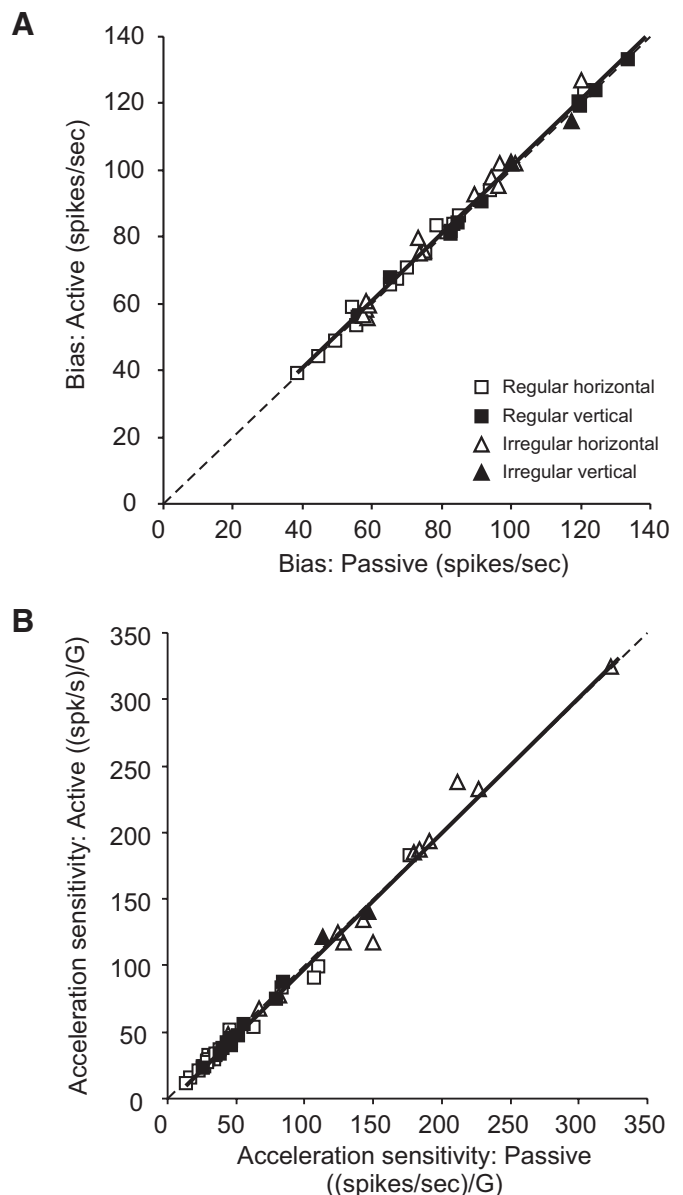 A
140
120
100
80
60
40
20
0
Bias: Active (spikes/sec)
Regular horizontal
Regular vertical
Irregular horizontal
Irregular vertical
0 20 40 60 80 100 120 140
Bias: Passive (spikes/sec)
B
350
300
250
200
150
100
50
0
Acceleration sensitivity: Active ((spk/s)/G)
0 50 100 150 200 250 300 350
Acceleration sensitivity: Passive
((spikes/sec)/G)